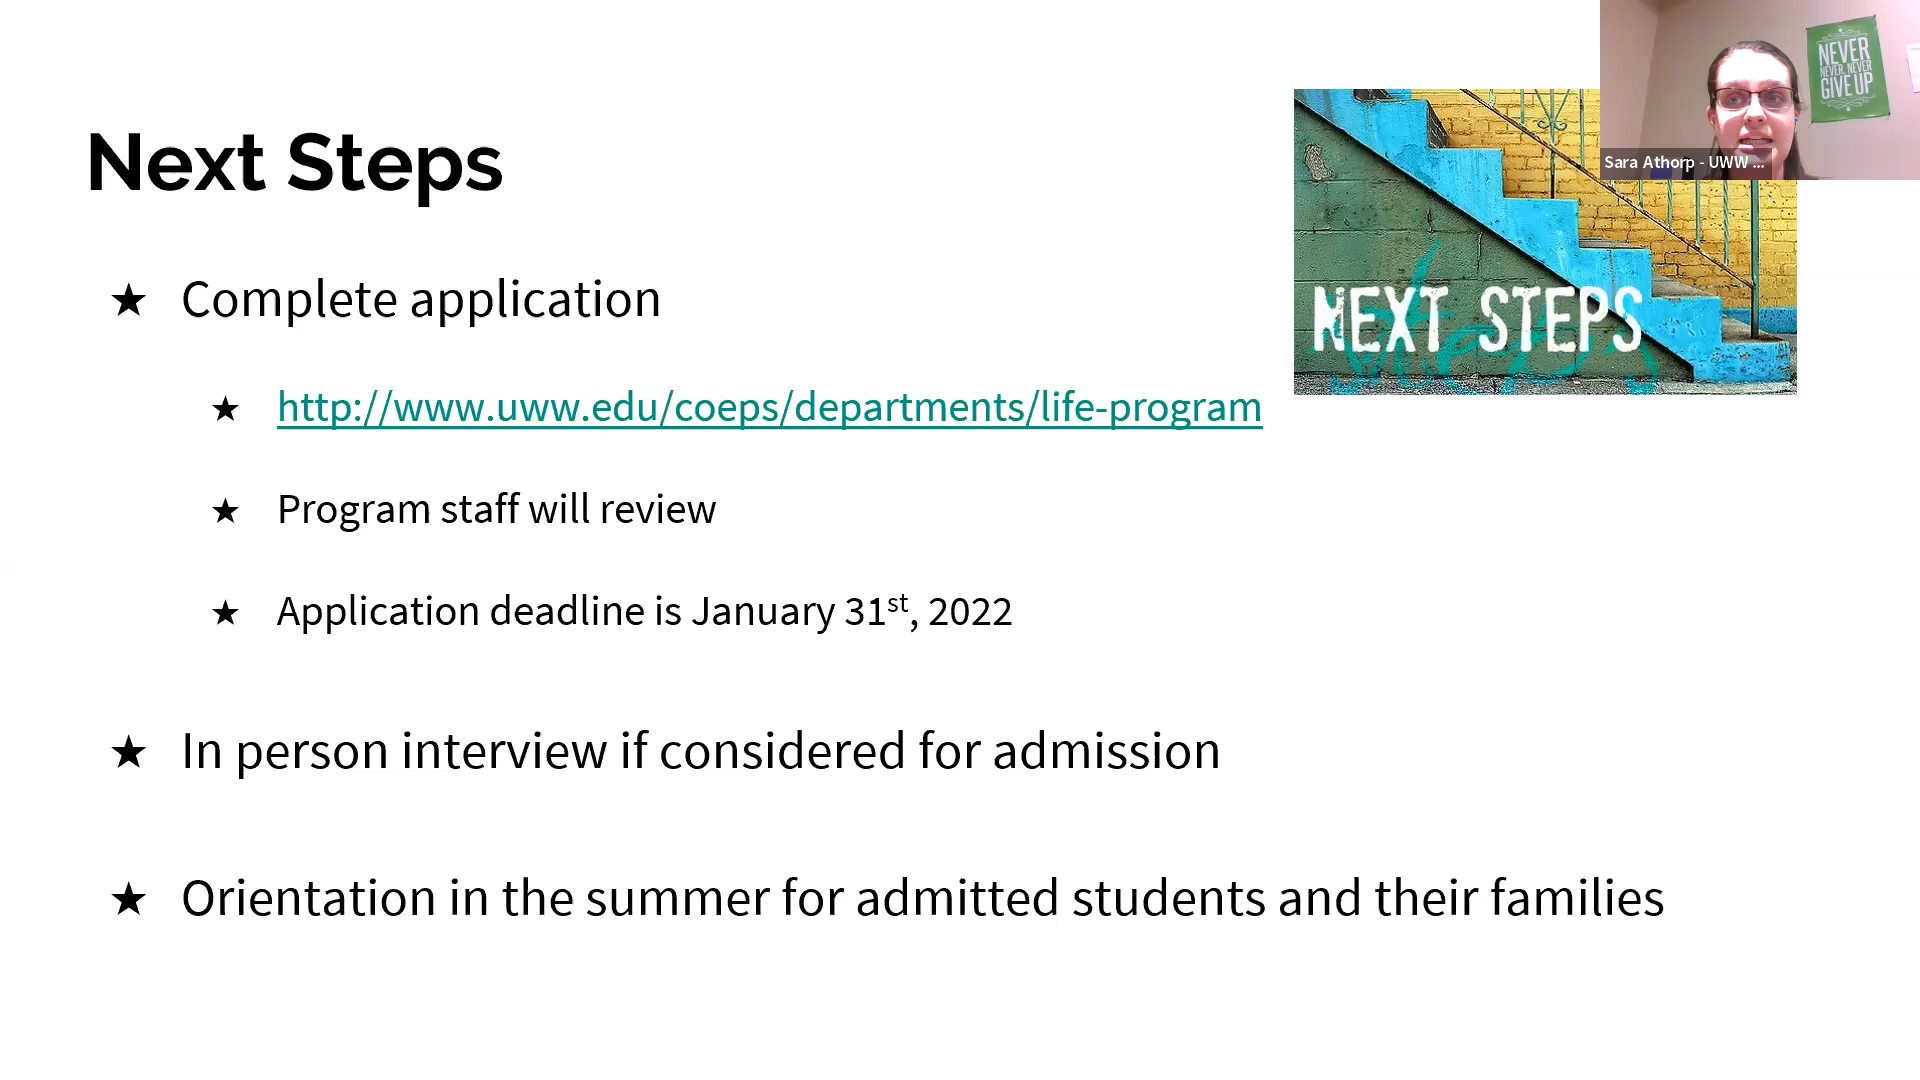 Next Steps
★ Complete application
★ http://www.uww.edu/coeps/departments/life-program
★ Program staff will review
★ Application deadline is January 31st, 2022
★ In person interview if considered for admission
★ Orientation in the summer for admitted students and their families
NEXT STEPS
NEVER
NEVER, NEVER
GIVE UP
Sara Athorp - UWW ...